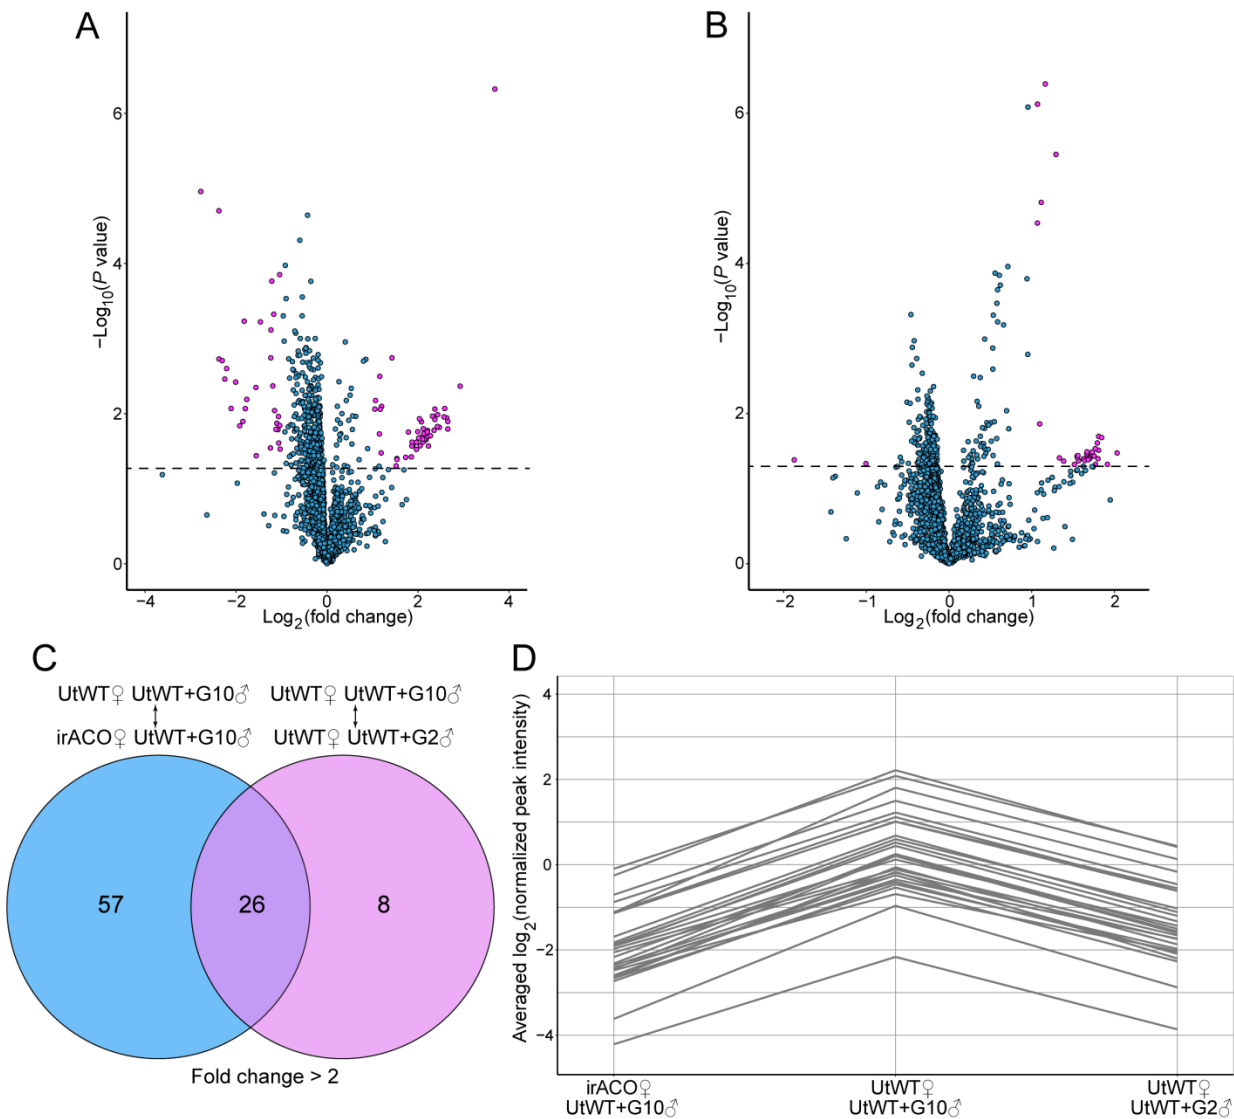 A
6
4
2
0
−Log10(P value)
−4
−2
0
2
4
Log2(fold change)
B
6
4
2
0
−Log10(P value)
−2
−1
0
1
2
Log2(fold change)
C
UtWT♀ UtWT+G10♂
irACO♀ UtWT+G10♂
UtWT♀ UtWT+G10♂
UtWT♀ UtWT+G2♂
57
26
8
Fold change > 2
D
Averaged log2(normalized peak intensity)
4
2
0
−2
−4
irACO♀
UtWT+G10♂
UtWT♀
UtWT+G10♂
UtWT♀
UtWT+G2♂